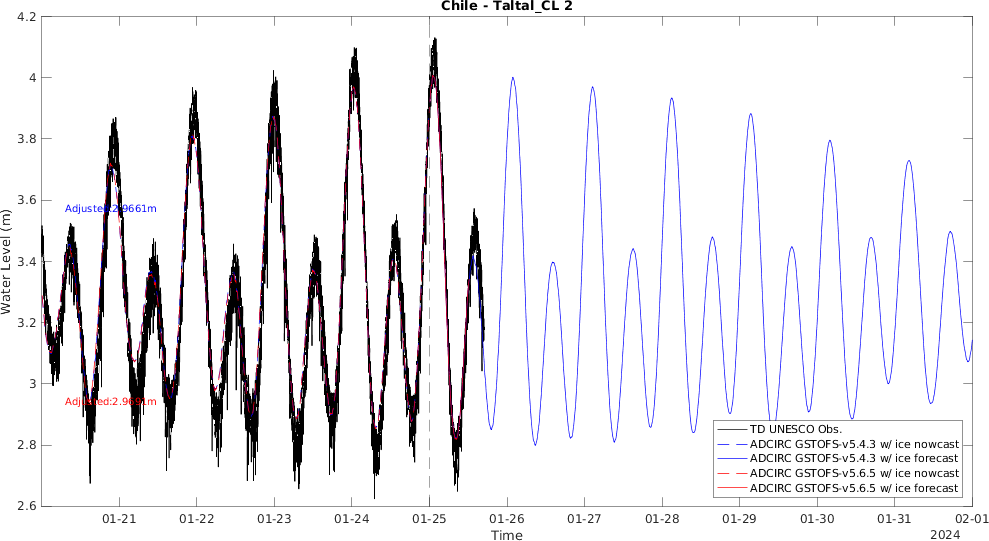 Chile - Taltal_CL 2
4.2
4
3.8
3.6
3.4
3.2
3
2.8
2.6
Water Level (m)
Adjusted:2.9661m
TD UNESCO Obs.
ADCIRC GSTOFS-v5.4.3 w/ ice nowcast
ADCIRC GSTOFS-v5.4.3 w/ ice forecast
ADCIRC GSTOFS-v5.6.5 w/ ice nowcast
ADCIRC GSTOFS-v5.6.5 w/ ice forecast
01-21 01-22 01-23 01-24 01-25 01-26 01-27 01-28 01-29 01-30 01-31 02-01
Time
2024